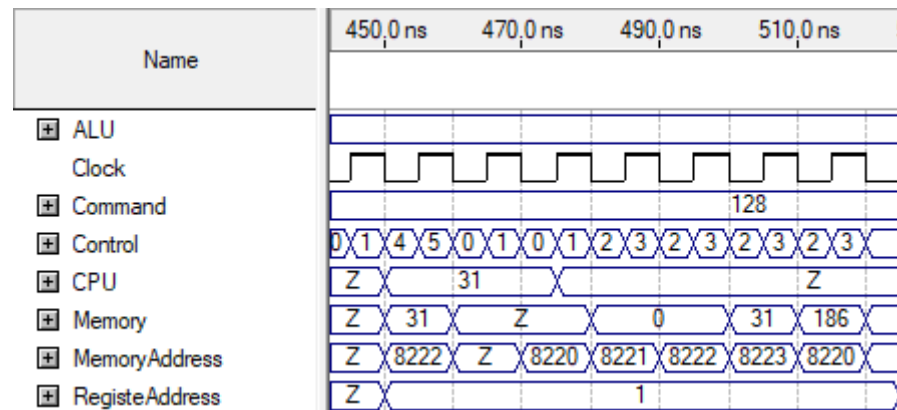 Name 450.0 ns 470.0 ns 490.0 ns 510.0 ns
ALU
Clock
Command 128
Control 0 1 4 5 0 1 0 1 2 3 2 3 2 3 2 3
CPU Z 31 Z
Memory Z 31 Z 0 31 186
MemoryAddress Z 8222 Z 8220 8221 8222 8223 8220
RegisteAddress Z 1